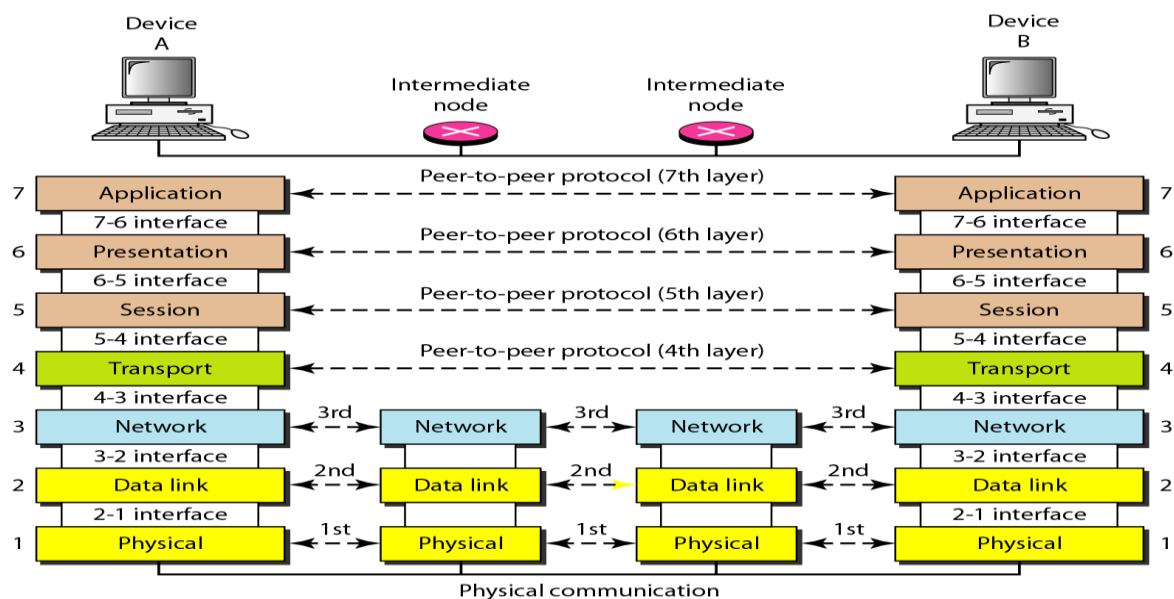 Device
A
Device
B
Intermediate
node
Intermediate
node
Peer-to-peer protocol (7th layer)
7 Application Application 7
7-6 interface 7-6 interface
Peer-to-peer protocol (6th layer)
6 Presentation Presentation 6
6-5 interface 6-5 interface
Peer-to-peer protocol (5th layer)
5 Session Session 5
5-4 interface 5-4 interface
Peer-to-peer protocol (4th layer)
4 Transport Transport 4
4-3 interface 4-3 interface
3 Network 3rd Network 3rd Network 3rd Network 3
3-2 interface 3-2 interface
2 Data link 2nd Data link 2nd Data link 2nd Data link 2
2-1 interface 2-1 interface
1 Physical 1st Physical 1st Physical 1st Physical 1
Physical communication